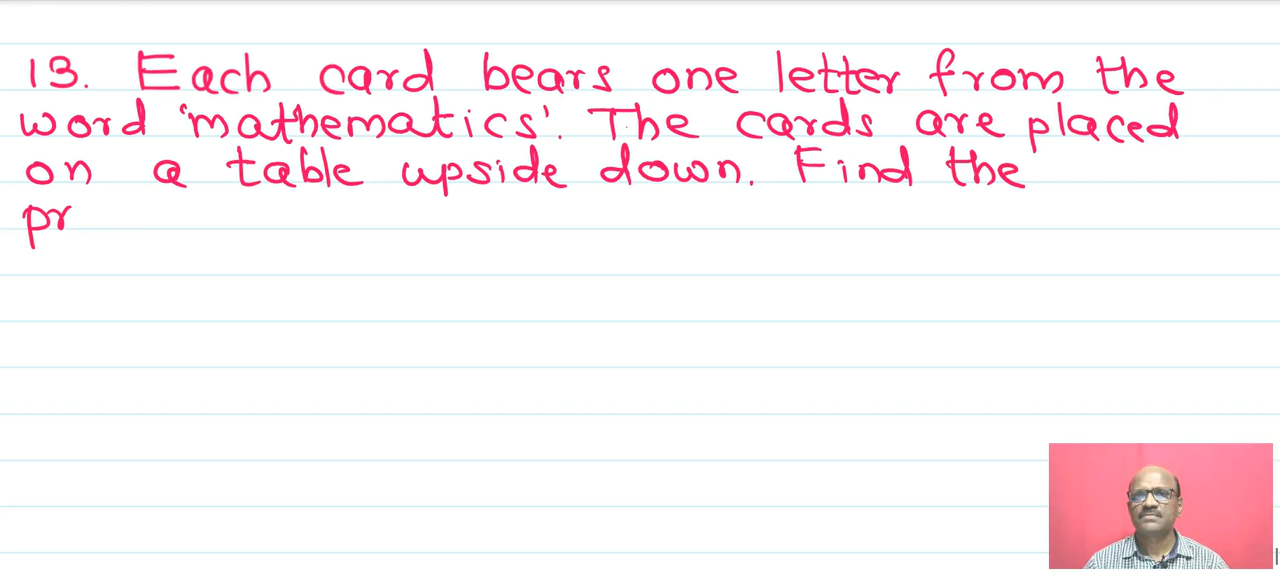 13. Each card bears one letter from the
word 'mathematics'. The cards are placed
on a table upside down. Find the
pr